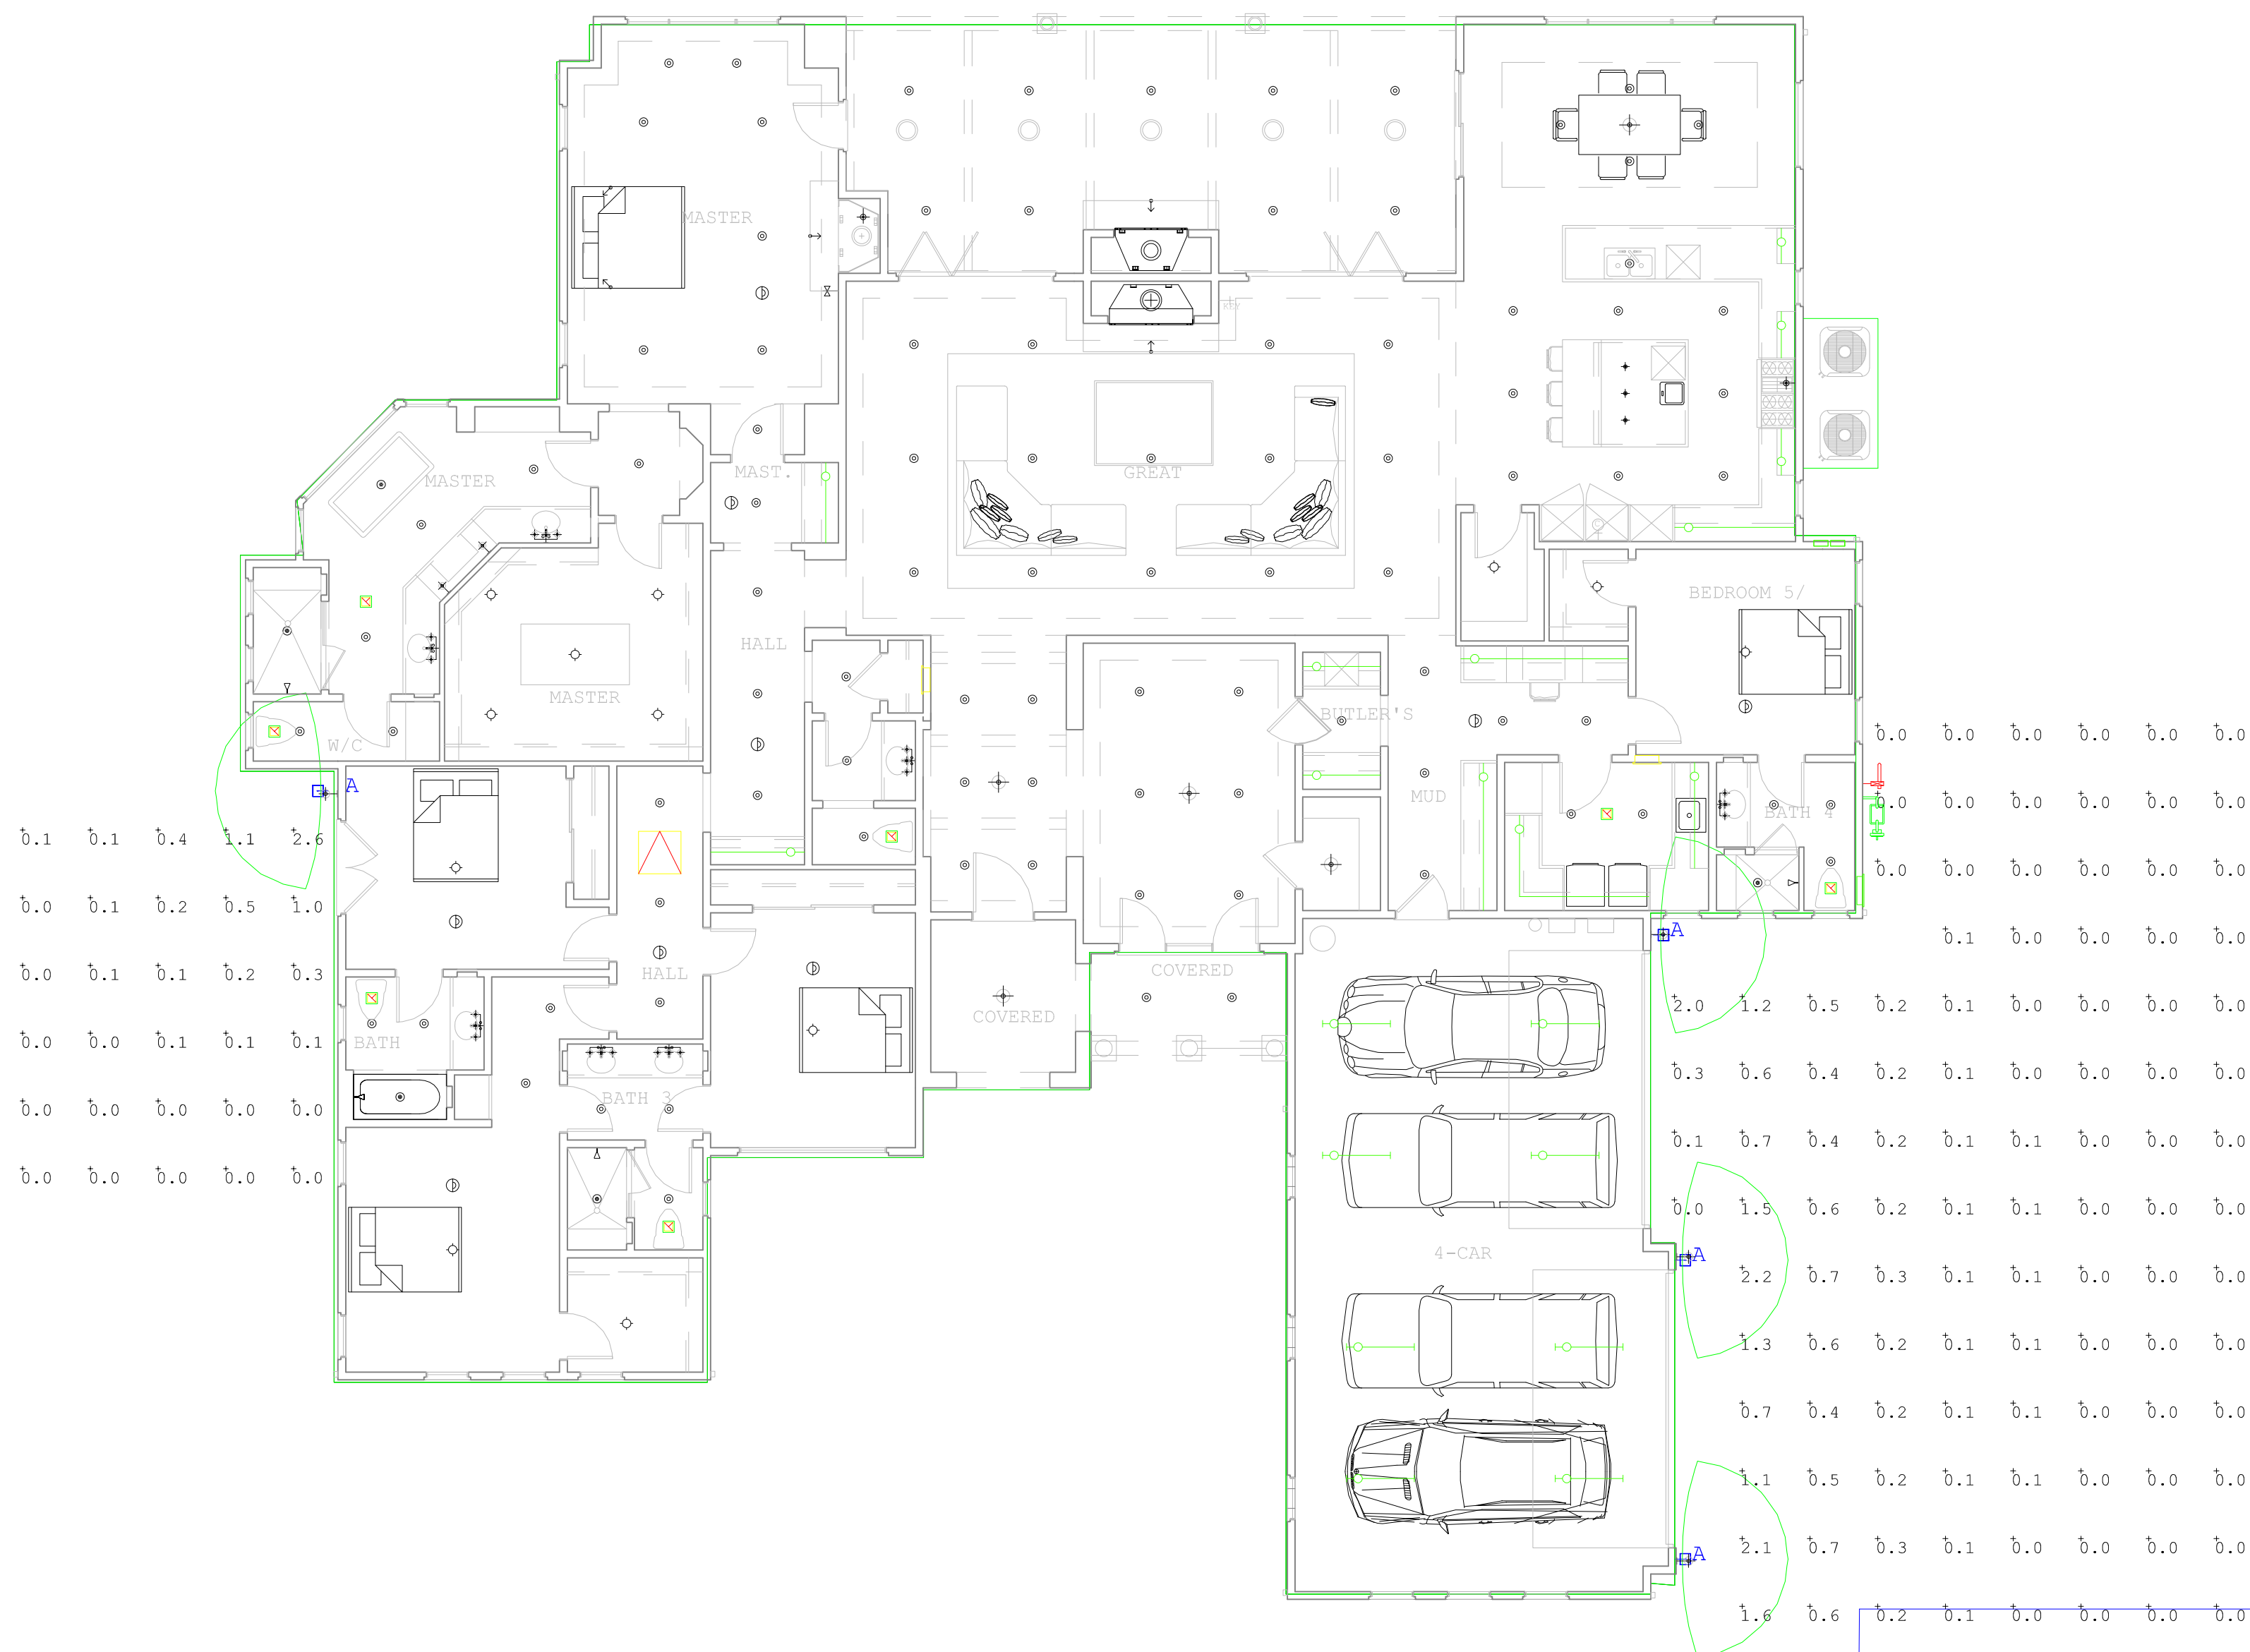 MASTER
KEY
MASTER
MAST.
GREAT
BEDROOM 5/
HALL
MASTER
BUTLER'S
W/C
0.0 0.0 0.0 0.0 0.0 0.0
A
MUD
BATH 4
0.0 0.0 0.0 0.0 0.0 0.0
0.1 0.1 0.4 1.1 2.6
0.0 0.0 0.0 0.0 0.0 0.0
0.0 0.1 0.2 0.5 1.0
A
0.1 0.0 0.0 0.0 0.0
HALL
COVERED
0.0 0.1 0.1 0.2 0.3
2.0 1.2 0.5 0.2 0.1 0.0 0.0 0.0 0.0
COVERED
BATH
0.0 0.0 0.1 0.1 0.1
0.3 0.6 0.4 0.2 0.1 0.0 0.0 0.0 0.0
BATH 3
0.0 0.0 0.0 0.0 0.0
0.1 0.7 0.4 0.2 0.1 0.1 0.0 0.0 0.0
0.0 0.0 0.0 0.0 0.0
0.0 1.5 0.6 0.2 0.1 0.1 0.0 0.0 0.0
4-CAR
A
2.2 0.7 0.3 0.1 0.1 0.0 0.0 0.0
1.3 0.6 0.2 0.1 0.1 0.0 0.0 0.0
0.7 0.4 0.2 0.1 0.1 0.0 0.0 0.0
1.1 0.5 0.2 0.1 0.1 0.0 0.0 0.0
A
2.1 0.7 0.3 0.1 0.0 0.0 0.0 0.0
1.6 0.6 0.2 0.1 0.0 0.0 0.0 0.0